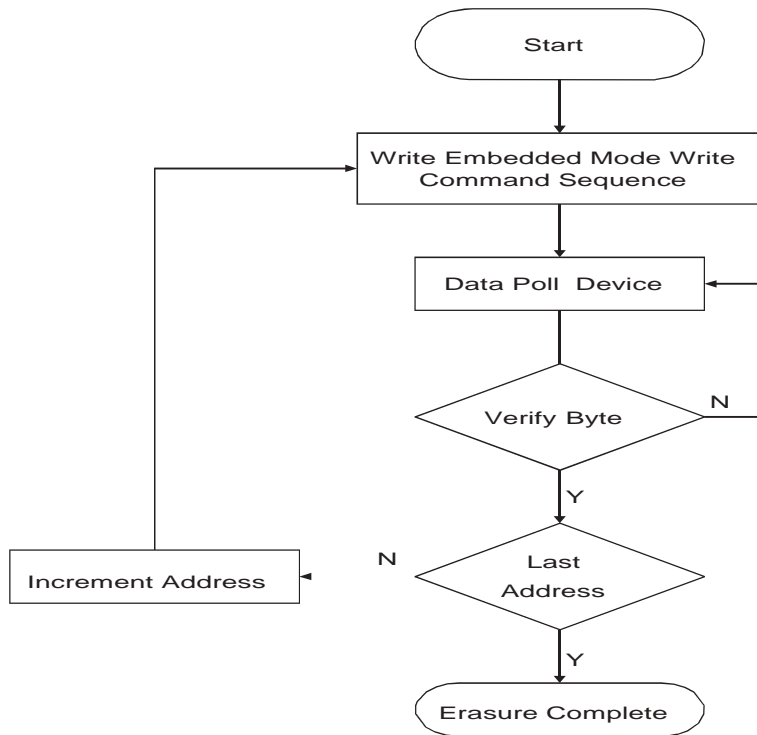 Start
Write Embedded Mode Write
Command Sequence
Data Poll Device
Verify Byte
N
Y
Last
Address
N
Increment Address
Y
Erasure Complete